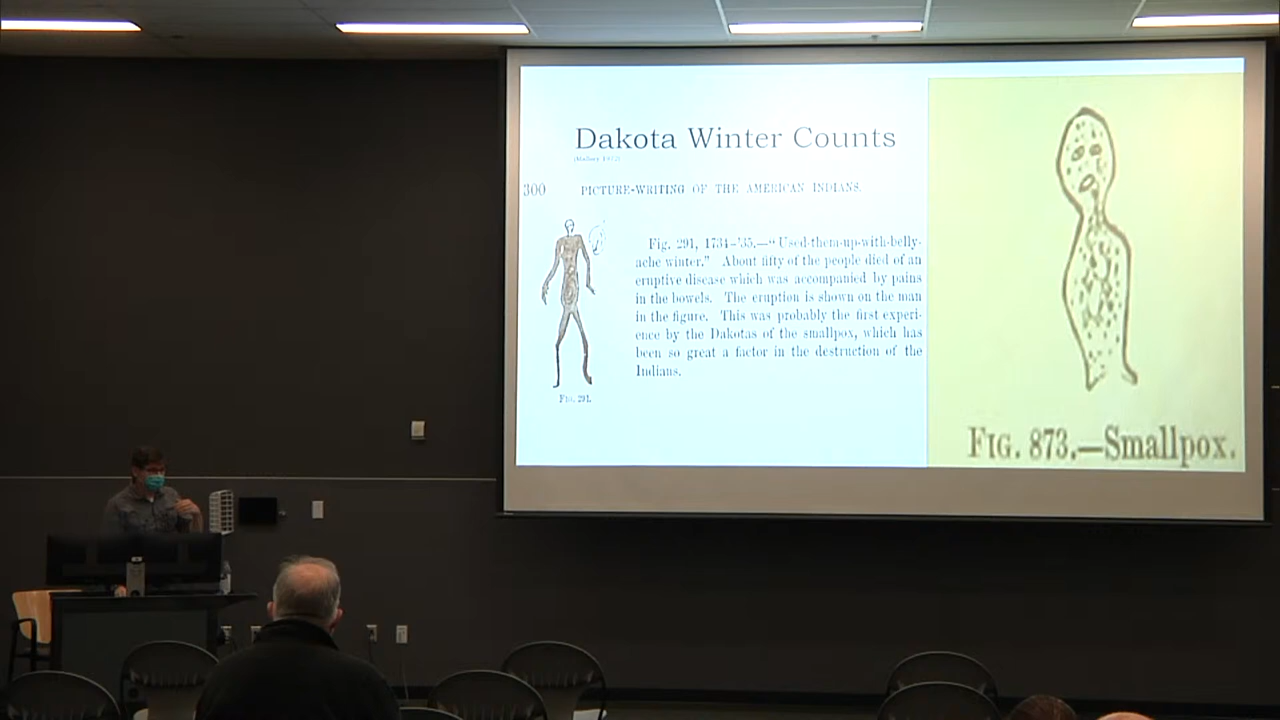 Dakota Winter Counts
(Mallery 1972)
300 PICTURE-WRITING OF THE AMERICAN INDIANS.
Fig. 291, 1734-'35.—“Used-them-up-with-belly-
ache winter.” About fifty of the people died of an
eruptive disease which was accompanied by pains
in the bowels. The eruption is shown on the man
in the figure. This was probably the first experi-
ence by the Dakotas of the smallpox, which has
been so great a factor in the destruction of the
Indians.
FIG. 291.
FIG. 873.—Smallpox.